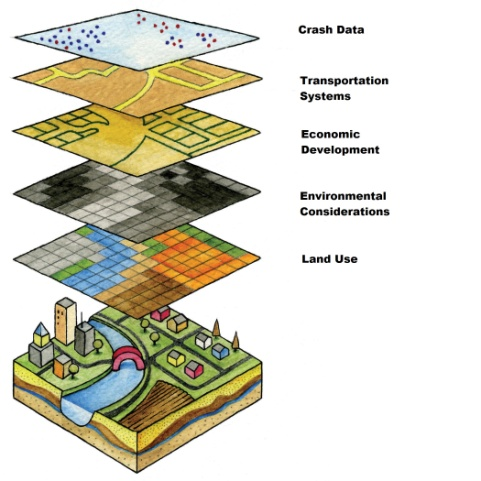 Crash Data
Transportation
Systems
Economic
Development
Environmental
Considerations
Land Use